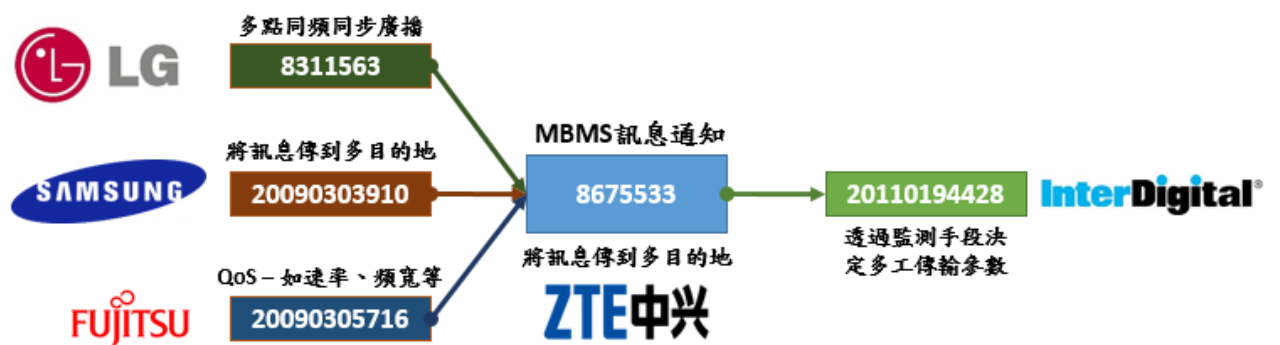 多點同頻同步廣播
LG
8311563
將訊息傳到多目的地
SAMSUNG
20090303910
QoS – 如速率、頻寬等
FUJITSU
20090305716
MBMS訊息通知
8675533
將訊息傳到多目的地
ZTE中兴
20110194428
InterDigital®
透過監測手段決
定多工傳輸參數